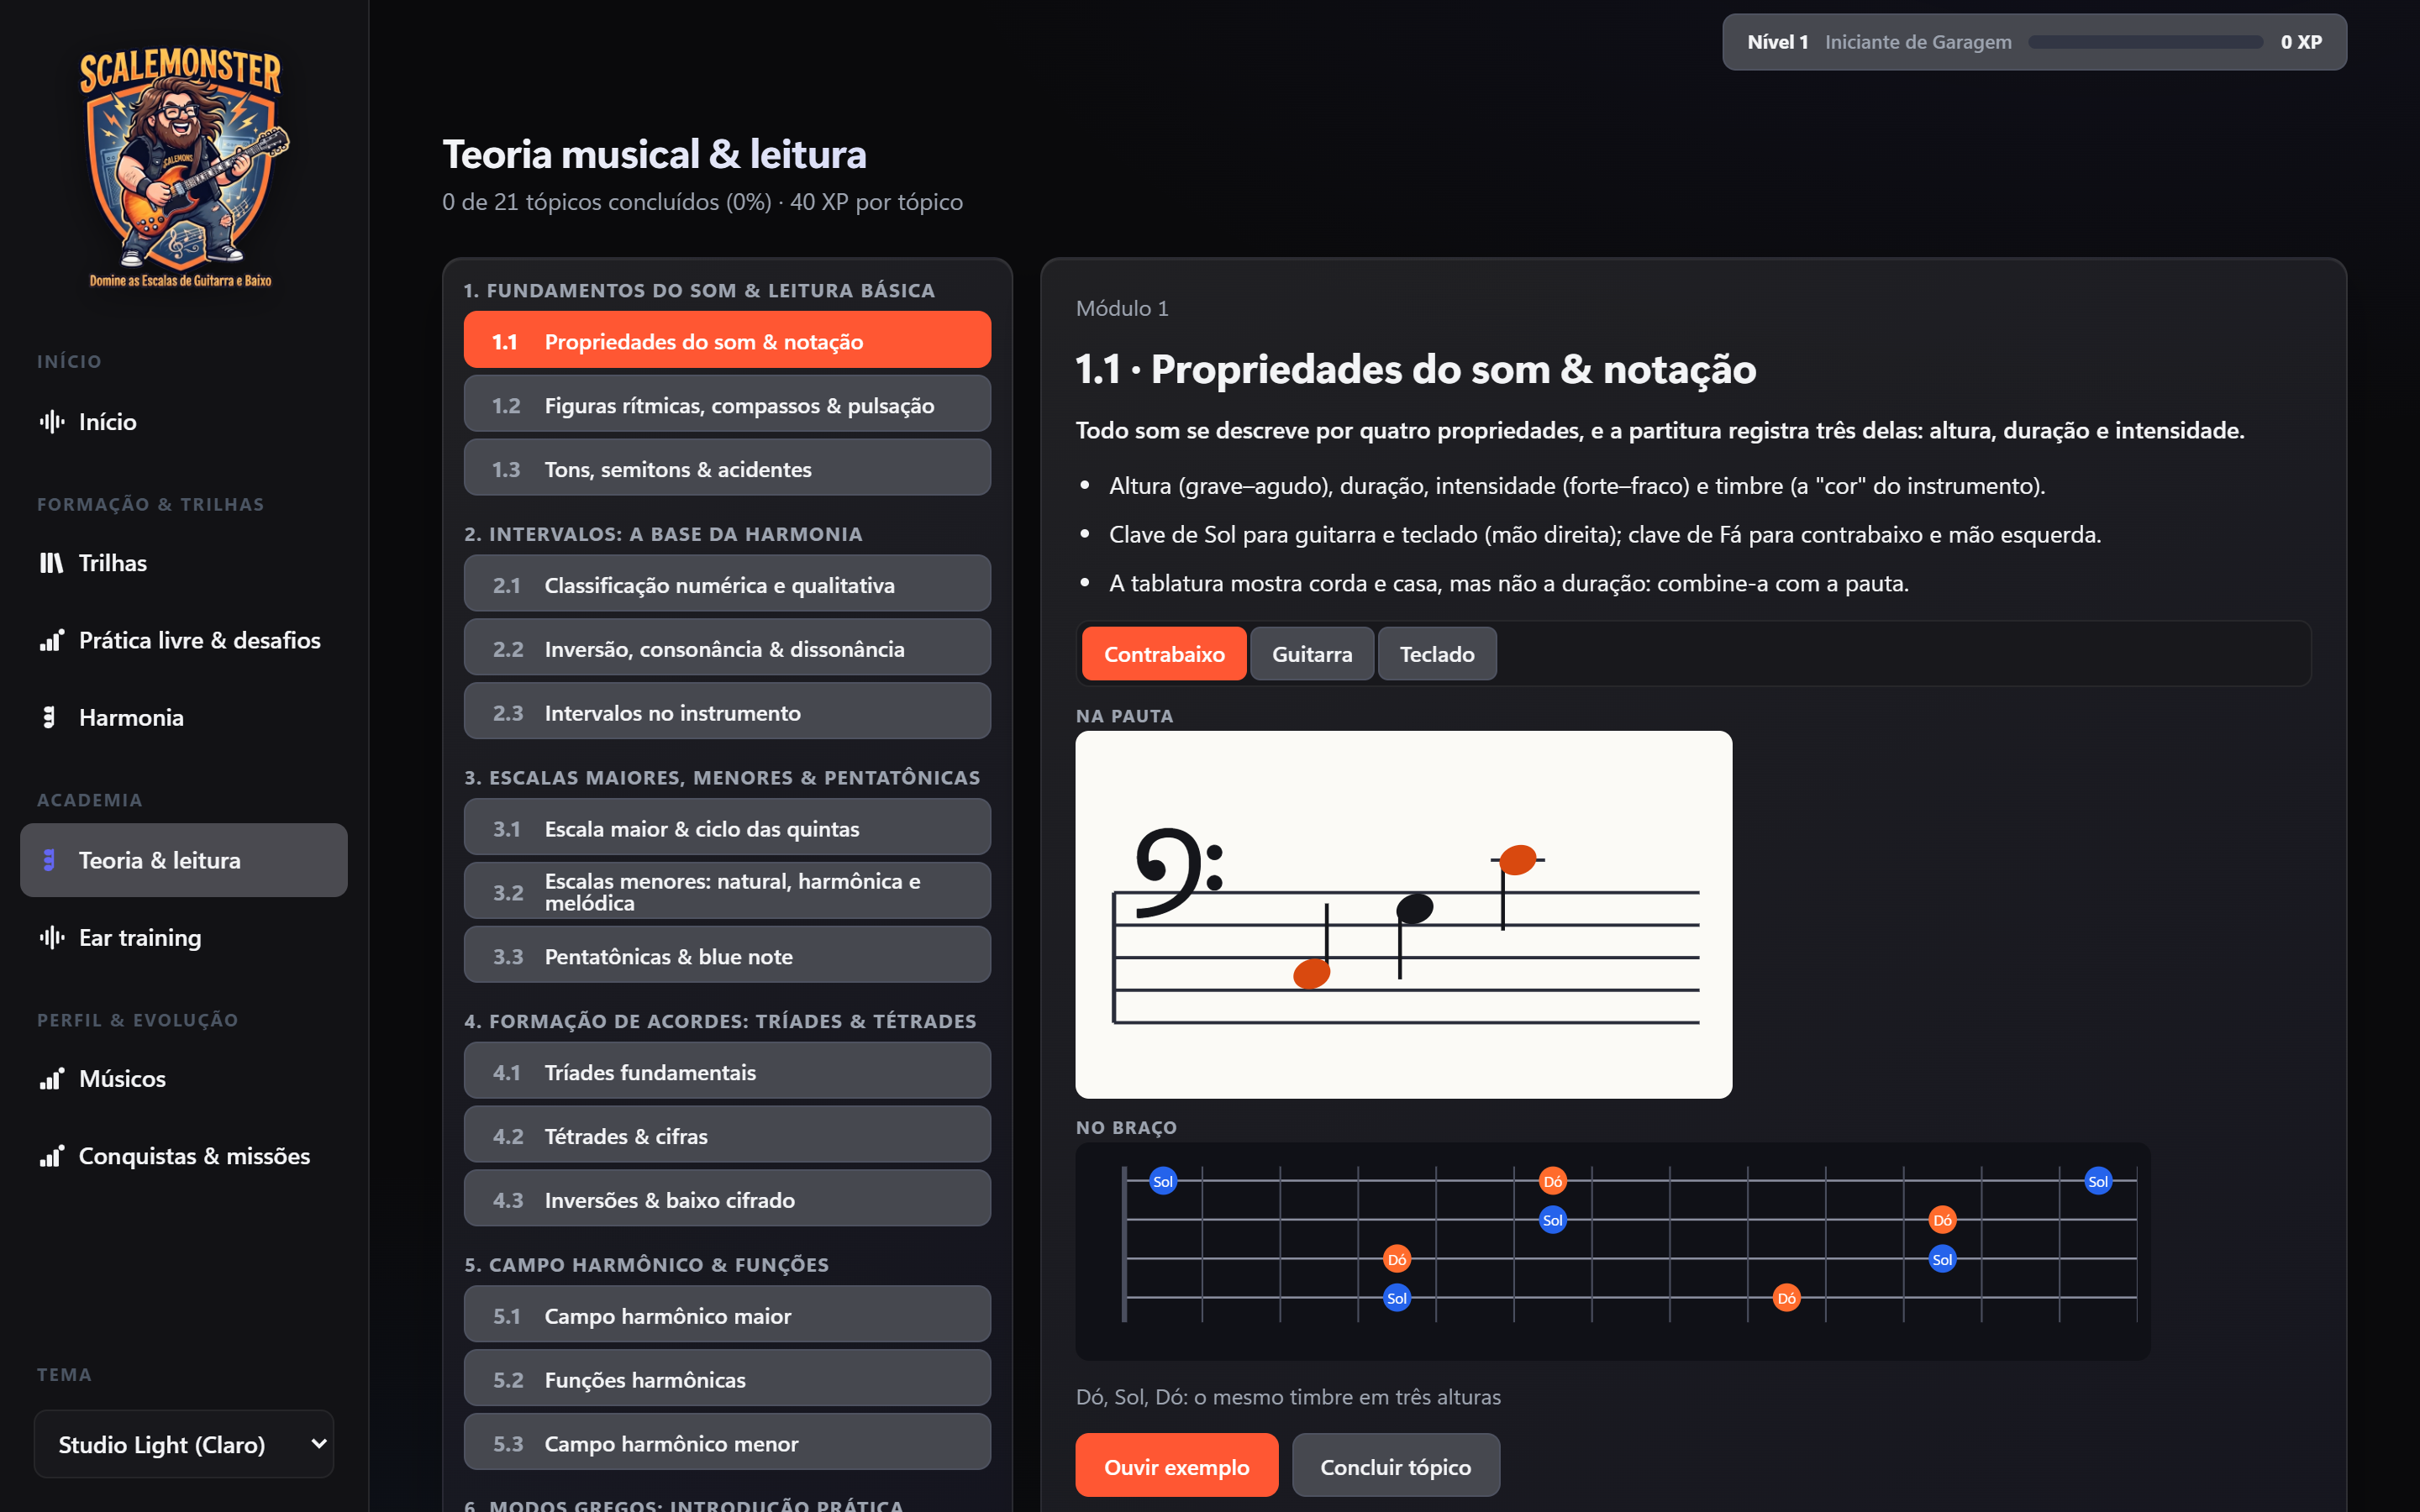 SCALEMONSTER
SCALEMONS
Domine as Escalas de Guitarra e Baixo
INÍCIO
Início
FORMAÇÃO & TRILHAS
Trilhas
Prática livre & desafios
Harmonia
ACADEMIA
Teoria & leitura
Ear training
PERFIL & EVOLUÇÃO
Músicos
Conquistas & missões
TEMA
Studio Light (Claro)
Nível 1 Iniciante de Garagem 0 XP
Teoria musical & leitura
0 de 21 tópicos concluídos (0%) · 40 XP por tópico
1. FUNDAMENTOS DO SOM & LEITURA BÁSICA
1.1 Propriedades do som & notação
1.2 Figuras rítmicas, compassos & pulsação
1.3 Tons, semitons & acidentes
2. INTERVALOS: A BASE DA HARMONIA
2.1 Classificação numérica e qualitativa
2.2 Inversão, consonância & dissonância
2.3 Intervalos no instrumento
3. ESCALAS MAIORES, MENORES & PENTATÔNICAS
3.1 Escala maior & ciclo das quintas
3.2 Escalas menores: natural, harmônica e
melódica
3.3 Pentatônicas & blue note
4. FORMAÇÃO DE ACORDES: TRÍADES & TÉTRADES
4.1 Tríades fundamentais
4.2 Tétrades & cifras
4.3 Inversões & baixo cifrado
5. CAMPO HARMÔNICO & FUNÇÕES
5.1 Campo harmônico maior
5.2 Funções harmônicas
5.3 Campo harmônico menor
6. MODOS GREGOS: INTRODUÇÃO PRÁTICA
Módulo 1
1.1 · Propriedades do som & notação
Todo som se descreve por quatro propriedades, e a partitura registra três delas: altura, duração e intensidade.
• Altura (grave–agudo), duração, intensidade (forte–fraco) e timbre (a "cor" do instrumento).
• Clave de Sol para guitarra e teclado (mão direita); clave de Fá para contrabaixo e mão esquerda.
• A tablatura mostra corda e casa, mas não a duração: combine-a com a pauta.
Contrabaixo Guitarra Teclado
NA PAUTA
NO BRAÇO
Sol Dó Sol
Sol Dó
Dó Sol
Sol Dó
Dó, Sol, Dó: o mesmo timbre em três alturas
Ouvir exemplo Concluir tópico